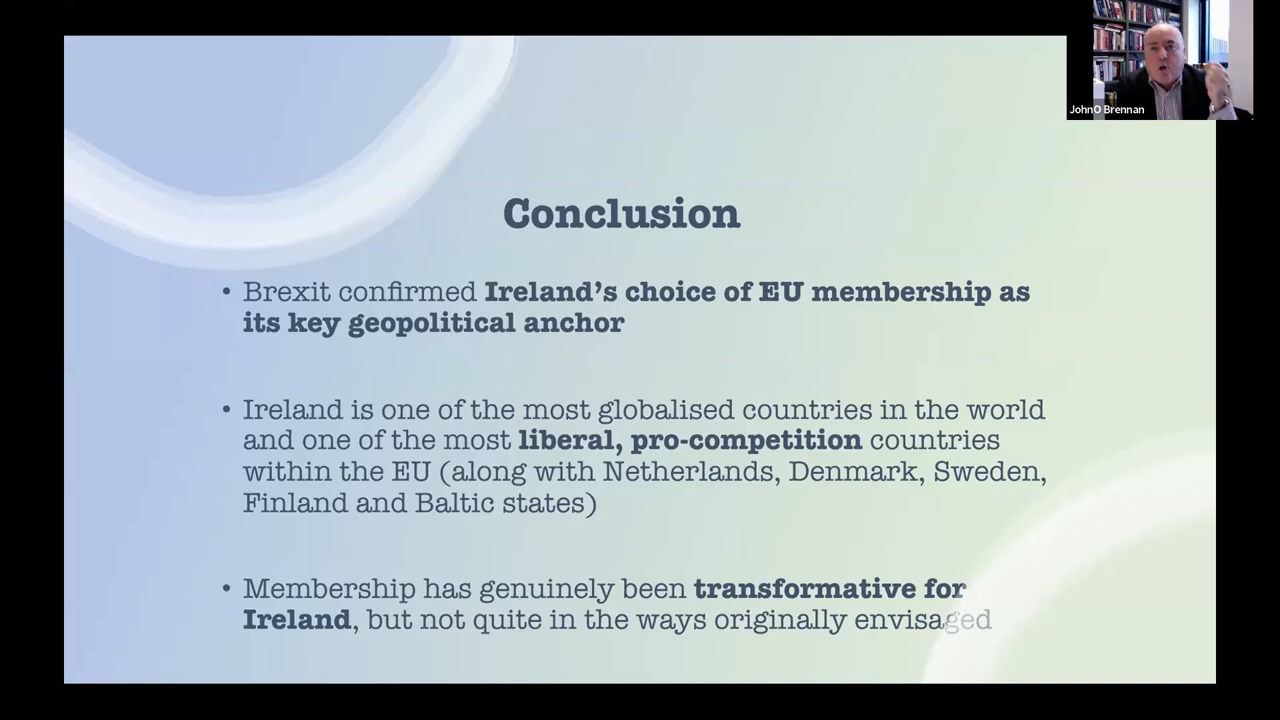 JohnO Brennan
Conclusion
• Brexit confirmed Ireland's choice of EU membership as
its key geopolitical anchor
• Ireland is one of the most globalised countries in the world
and one of the most liberal, pro-competition countries
within the EU (along with Netherlands, Denmark, Sweden,
Finland and Baltic states)
• Membership has genuinely been transformative for
Ireland, but not quite in the ways originally envisaged